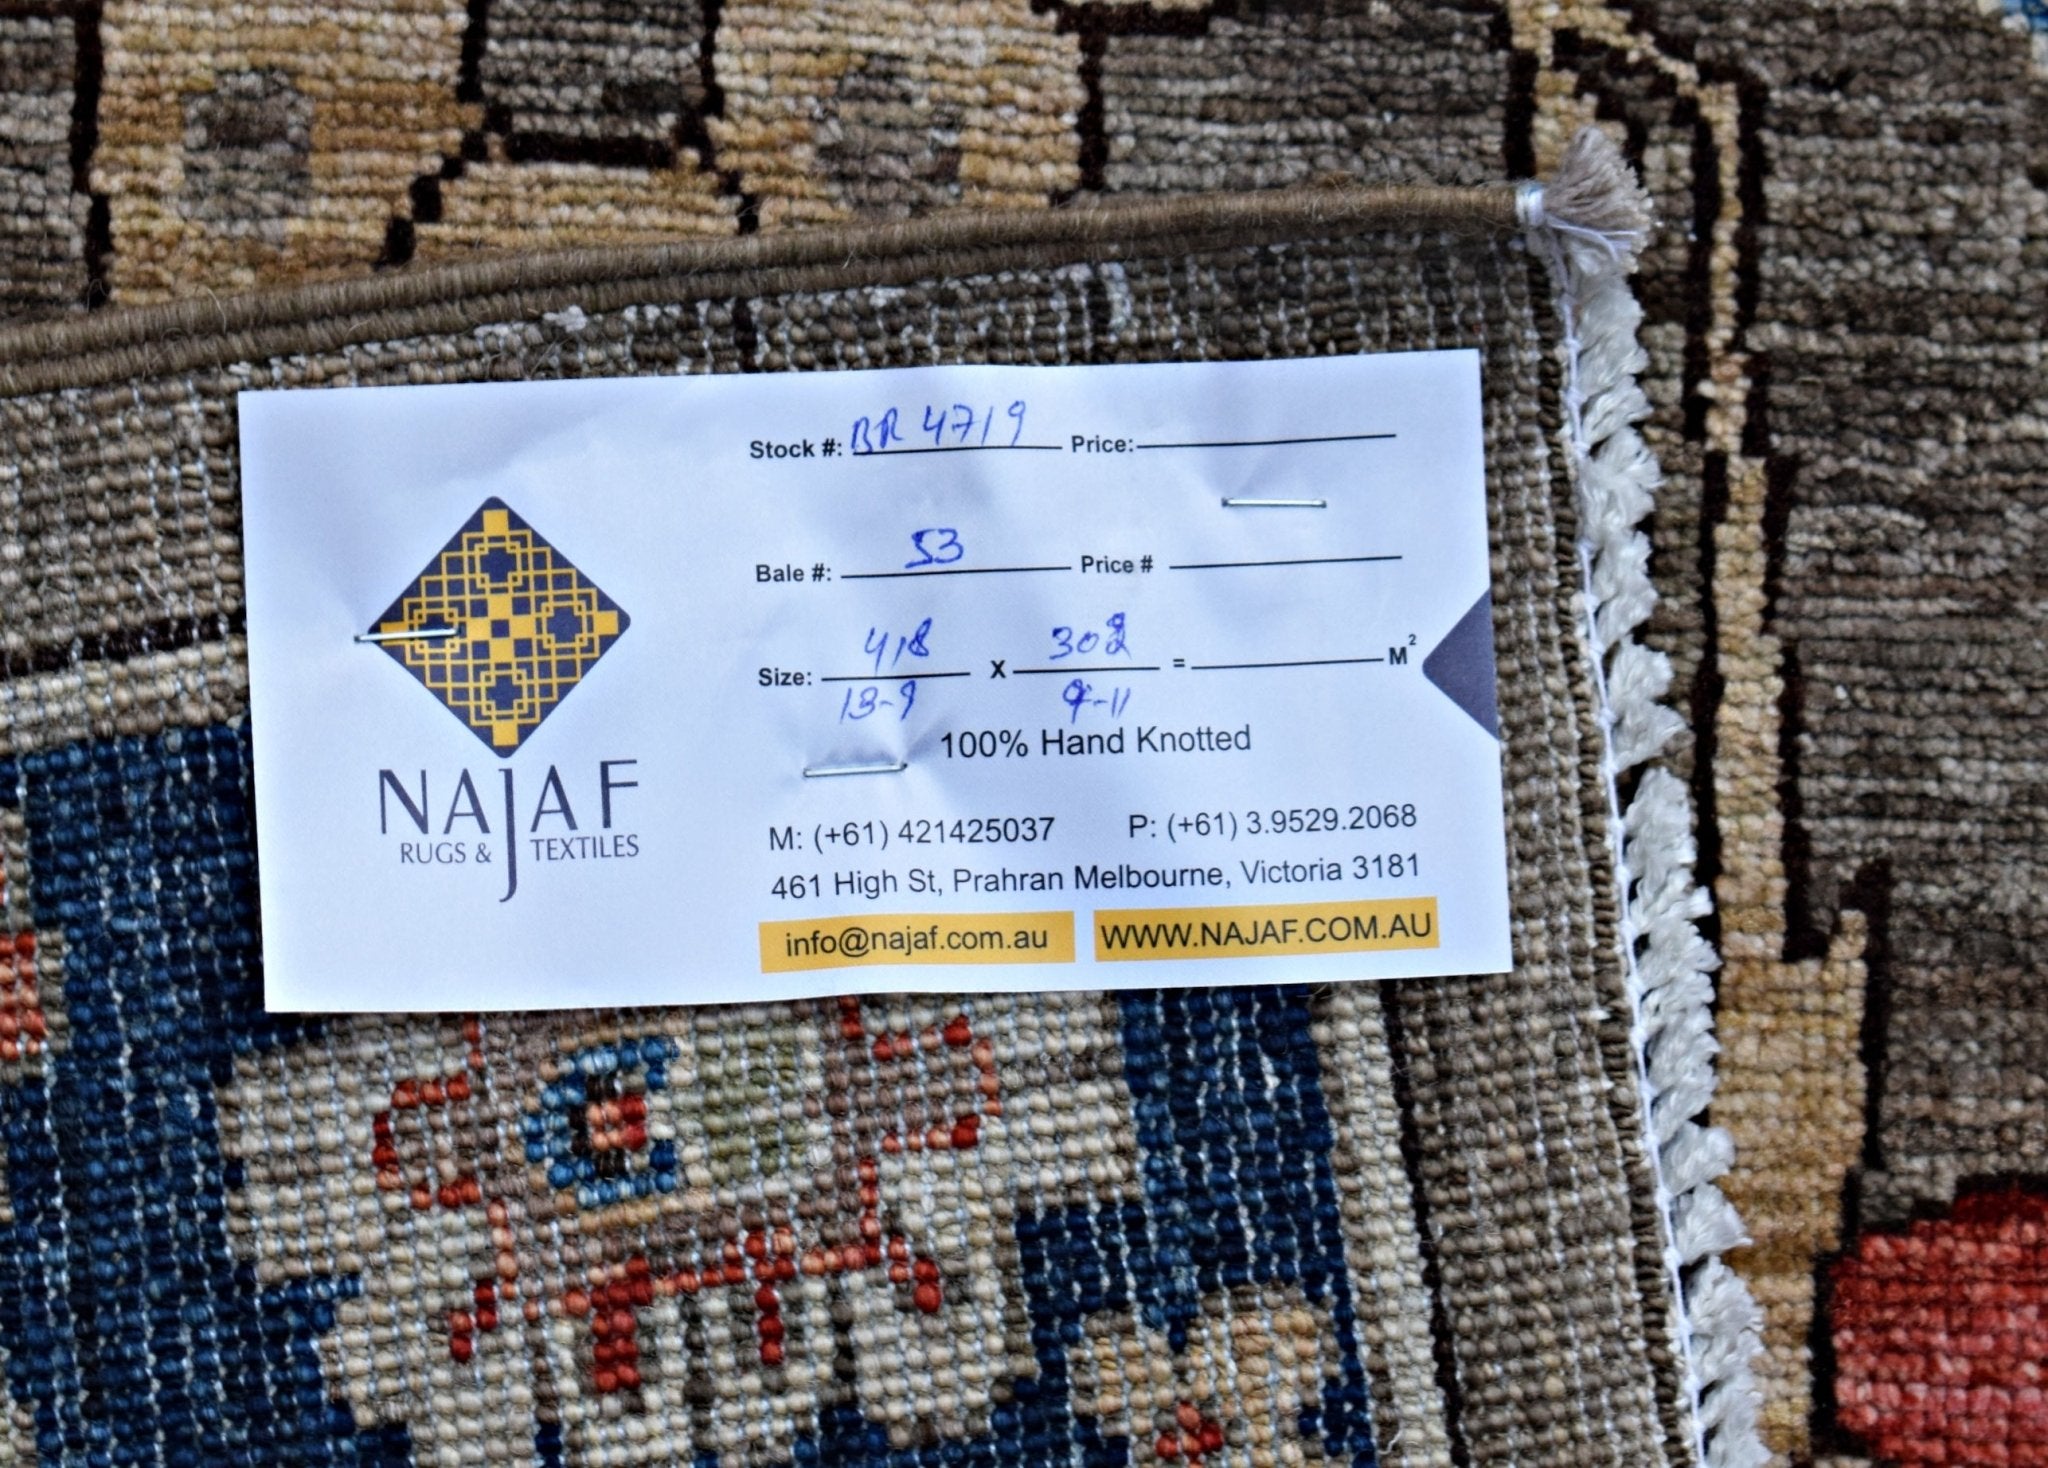 Stock #: BR 4719 Price:
Bale #: 53 Price #
Size: 418 x 302 = M²
13-9 9-11
100% Hand Knotted
NAJAF
RUGS & TEXTILES
M: (+61) 421425037 P: (+61) 3.9529.2068
461 High St, Prahran Melbourne, Victoria 3181
info@najaf.com.au WWW.NAJAF.COM.AU